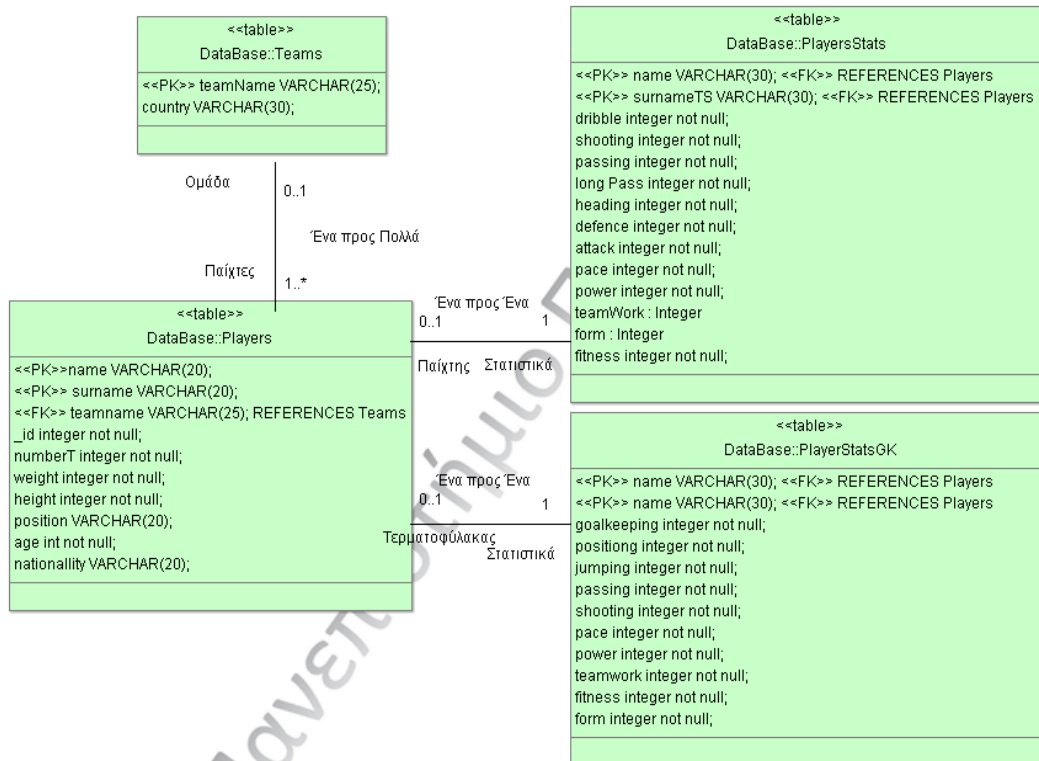 <<table>>
DataBase::Teams
<<PK>> teamName VARCHAR(25);
country VARCHAR(30);
Ομάδα
0..1
Ένα προς Πολλά
Παίχτες
1..*
<<table>>
DataBase::Players
<<PK>>name VARCHAR(20);
<<PK>> surname VARCHAR(20);
<<FK>> teamname VARCHAR(25); REFERENCES Teams
_id integer not null;
numberT integer not null;
weight integer not null;
height integer not null;
position VARCHAR(20);
age int not null;
nationallity VARCHAR(20);
Ένα προς Ένα
0..1
1
Παίχτης
Στατιστικά
Ένα προς Ένα
0..1
1
Τερματοφύλακας
Στατιστικά
<<table>>
DataBase::PlayersStats
<<PK>> name VARCHAR(30); <<FK>> REFERENCES Players
<<PK>> surnameTS VARCHAR(30); <<FK>> REFERENCES Players
dribble integer not null;
shooting integer not null;
passing integer not null;
long Pass integer not null;
heading integer not null;
defence integer not null;
attack integer not null;
pace integer not null;
power integer not null;
teamWork : Integer
form : Integer
fitness integer not null;
<<table>>
DataBase::PlayerStatsGK
<<PK>> name VARCHAR(30); <<FK>> REFERENCES Players
<<PK>> name VARCHAR(30); <<FK>> REFERENCES Players
goalkeeping integer not null;
positiong integer not null;
jumping integer not null;
passing integer not null;
shooting integer not null;
pace integer not null;
power integer not null;
teamwork integer not null;
fitness integer not null;
form integer not null;